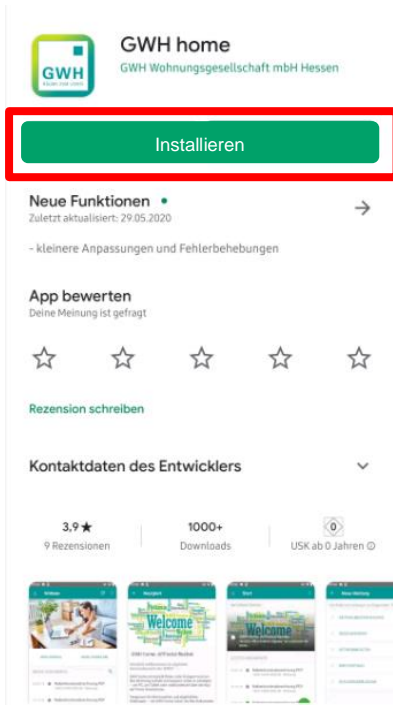 GWH home
GWH
GWH Wohnungsgesellschaft mbH Hessen
Installieren
Neue Funktionen •
Zuletzt aktualisiert: 29.05.2020
- kleinere Anpassungen und Fehlerbehebungen
App bewerten
Deine Meinung ist gefragt
Rezension schreiben
Kontaktdaten des Entwicklers
3,9 ★ 1000+ 0
9 Rezensionen Downloads USK ab 0 Jahren
Welcome
Welcome